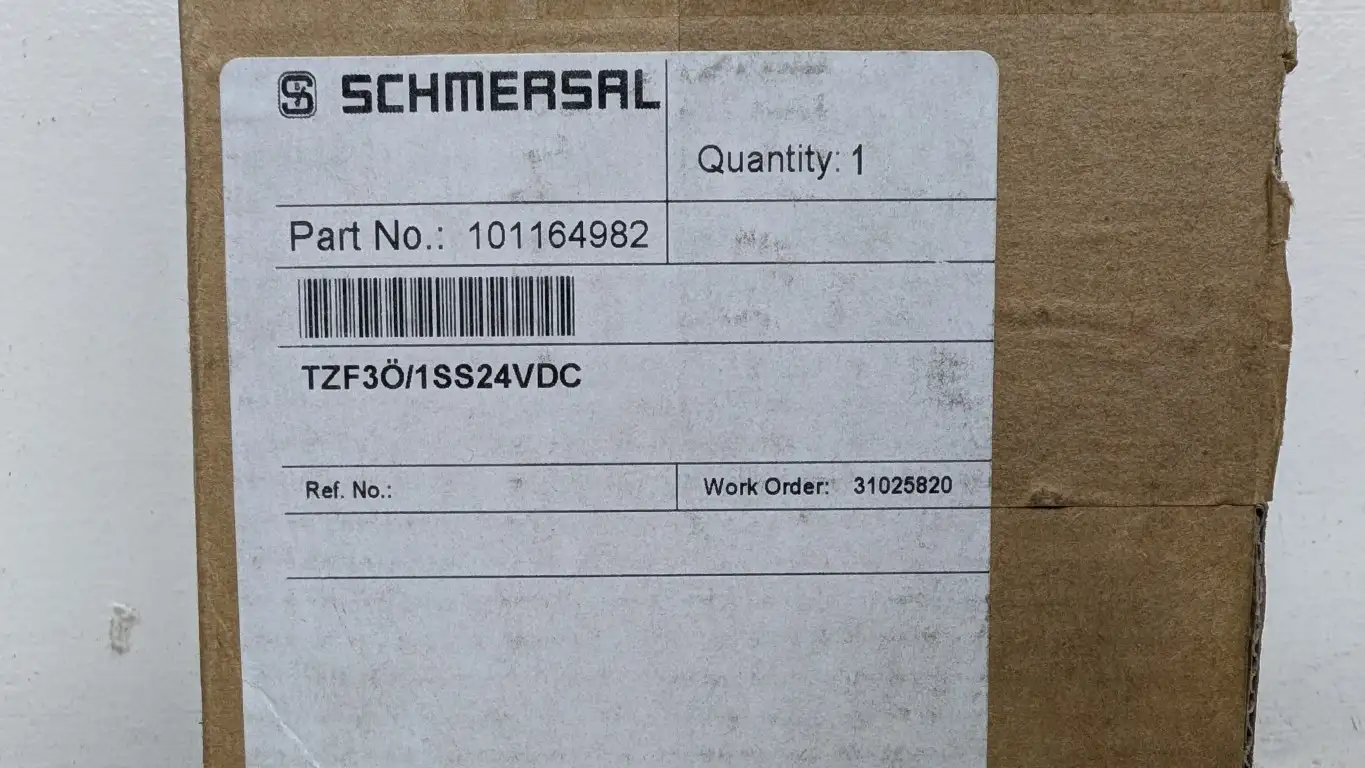 SCHMERSAL
Quantity: 1
Part No.: 101164982
TZF3Ö/1SS24VDC
Ref. No.:
Work Order: 31025820